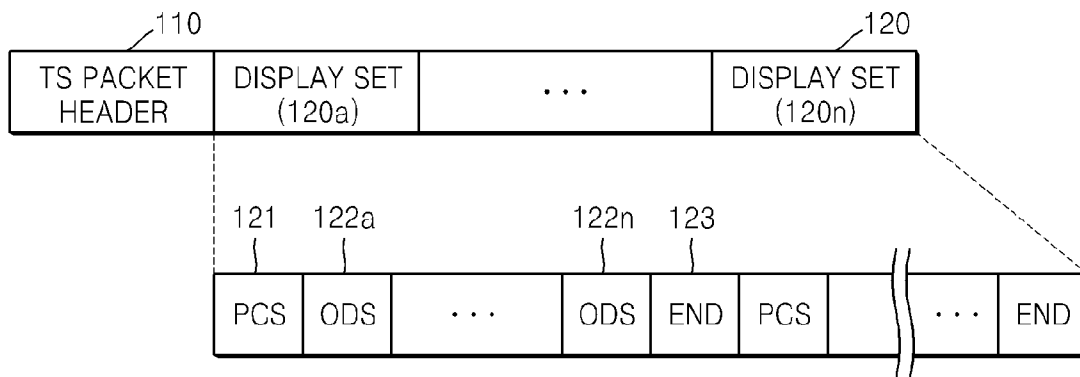 110
120
TS PACKET
HEADER
DISPLAY SET
(120a)
...
DISPLAY SET
(120n)
121
122a
122n
123
PCS
ODS
...
ODS
END
PCS
...
END